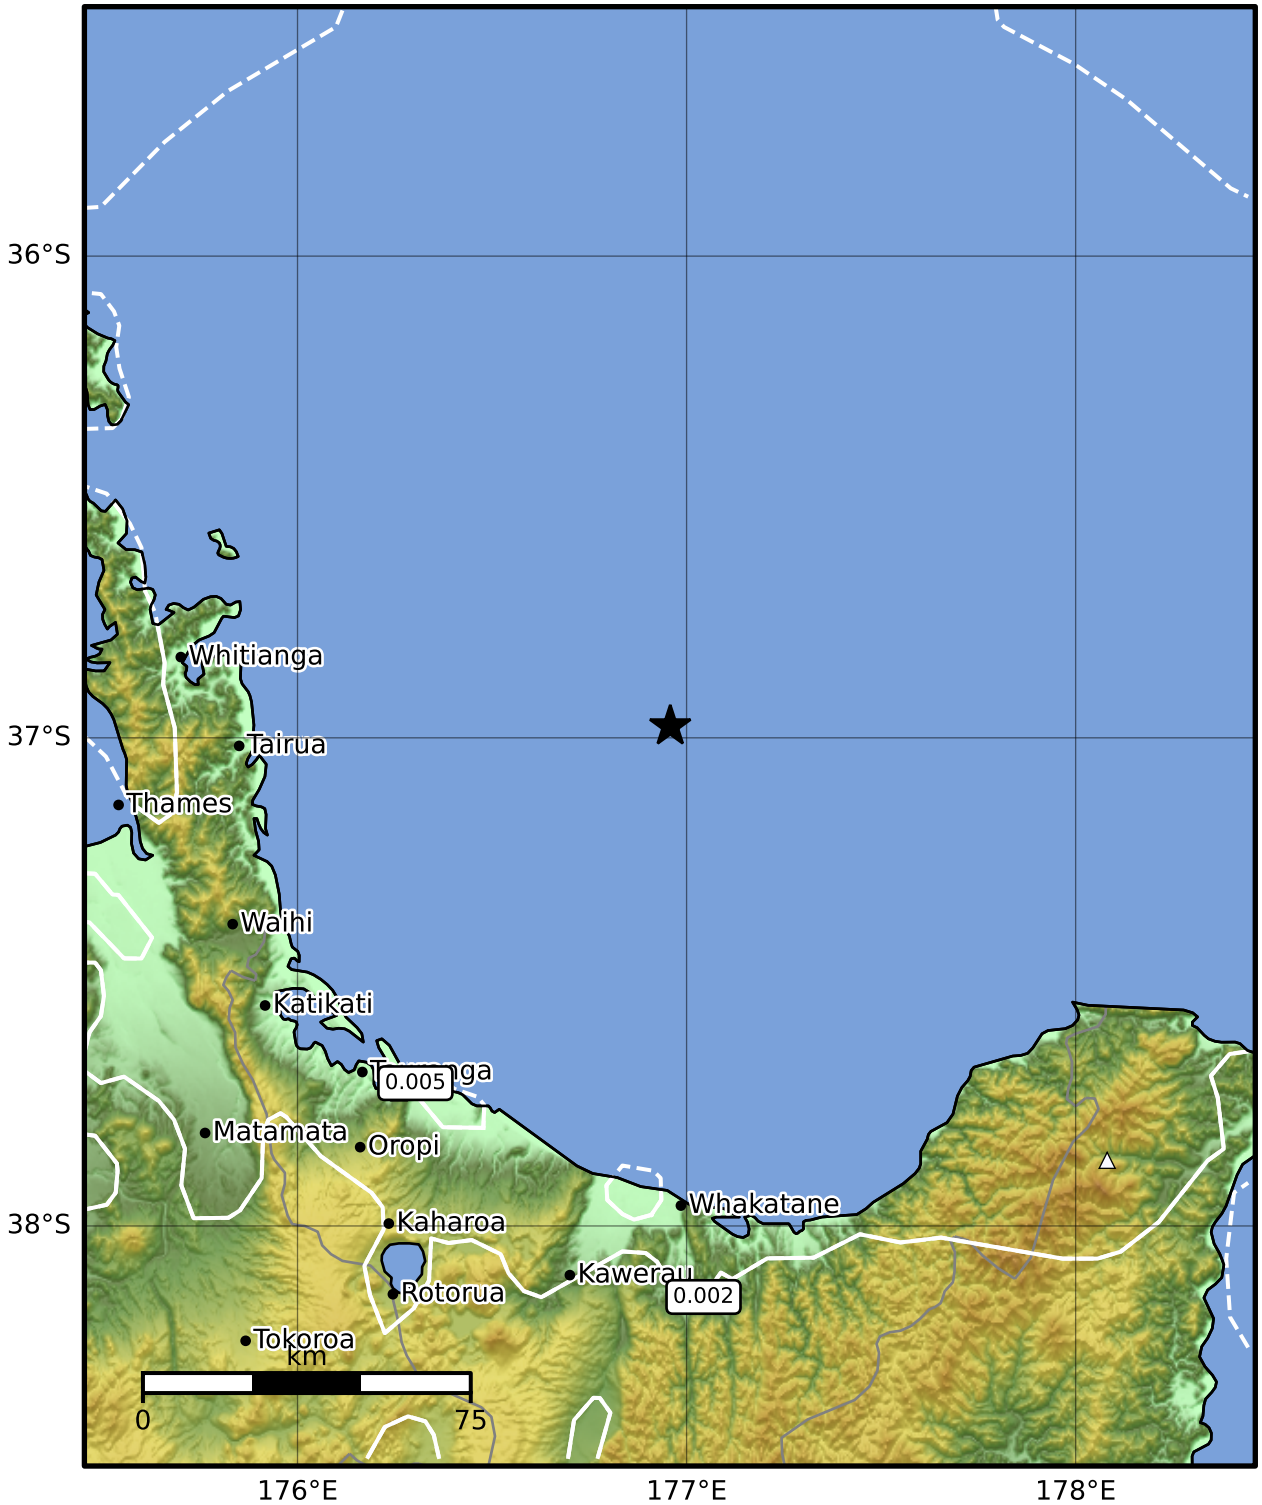 36°S
Whitianga
37°S
Tairua
Thames
Waihi
Katikati
0.005
Matamata
Oropi
Whakatane
38°S
Kaharoa
Kawerau
Rotorua
0.002
Tokoroa
km
0 75
176°E 177°E 178°E